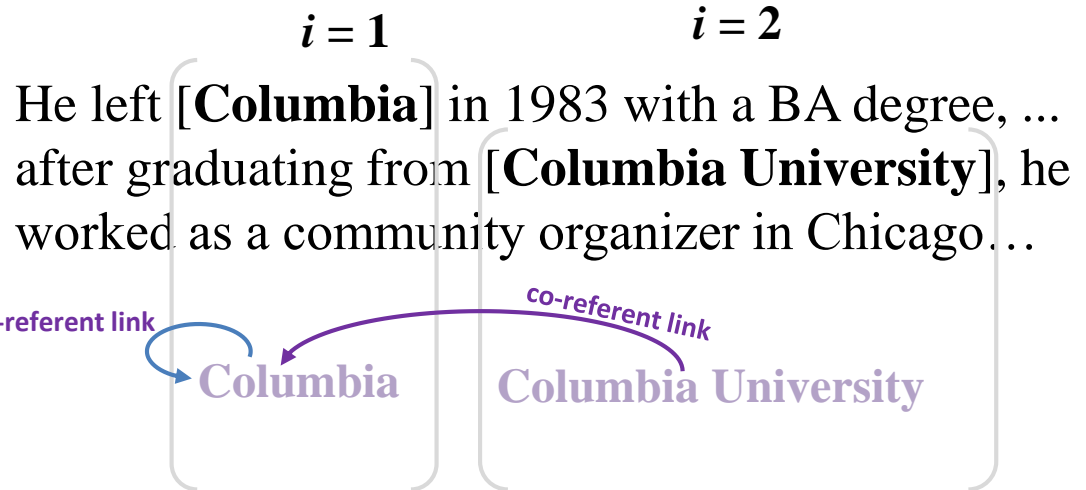 i = 1
i = 2
He left [Columbia] in 1983 with a BA degree, ...
after graduating from [Columbia University], he
worked as a community organizer in Chicago…
-referent link
co-referent link
Columbia
Columbia University